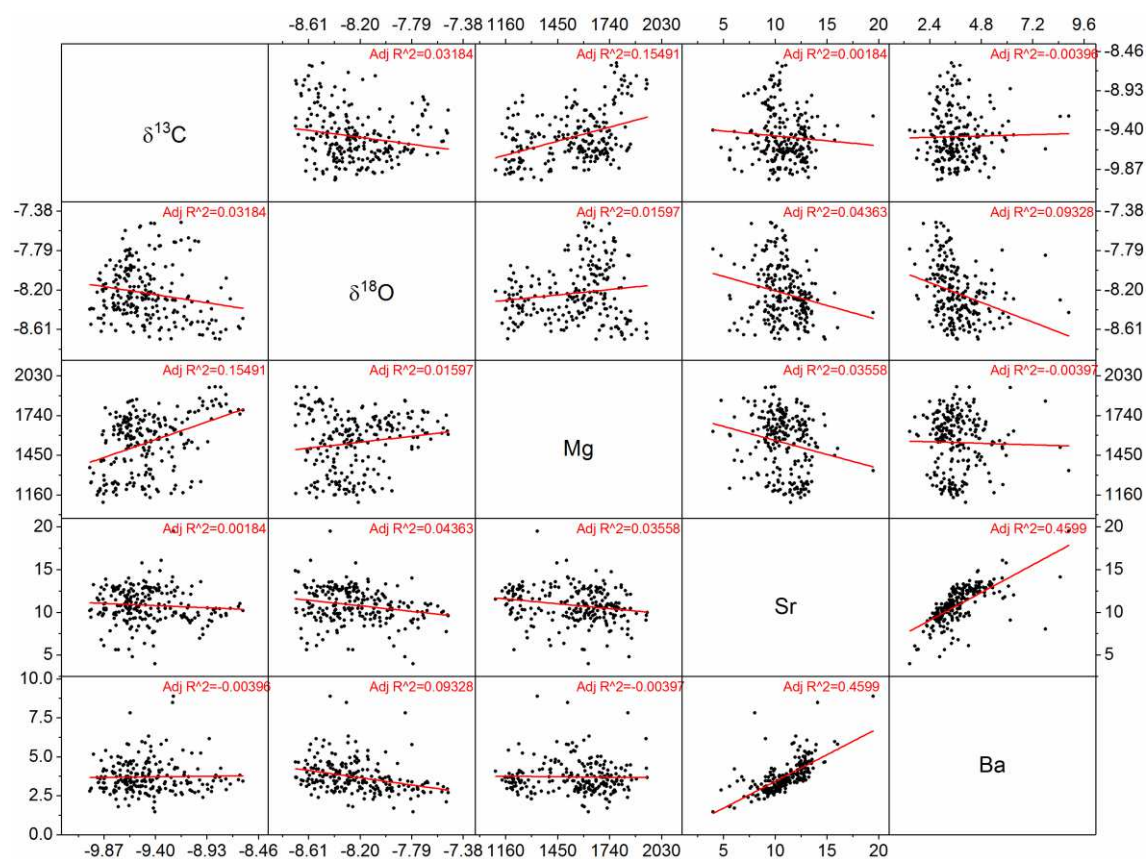 -8.61 -8.20 -7.79 -7.38 1160 1450 1740 2030 5 10 15 20 2.4 4.8 7.2 9.6
Adj R^2=0.03184 Adj R^2=0.15491 Adj R^2=0.00184 Adj R^2=-0.00396
-8.46
-8.93
δ¹³C -9.40
-9.87
Adj R^2=0.03184 Adj R^2=0.01597 Adj R^2=0.04363 Adj R^2=0.09328
-7.38 -7.38
-7.79 -7.79
-8.20 δ¹⁸O -8.20
-8.61 -8.61
Adj R^2=0.15491 Adj R^2=0.01597 Adj R^2=0.03558 Adj R^2=-0.00397
2030 2030
1740 1740
1450 Mg 1450
1160 1160
Adj R^2=0.00184 Adj R^2=0.04363 Adj R^2=0.03558 Adj R^2=0.4599
20 20
15 15
10 Sr 10
5 5
Adj R^2=-0.00396 Adj R^2=0.09328 Adj R^2=-0.00397 Adj R^2=0.4599
10.0
7.5
5.0 Ba
2.5
0.0
-9.87 -9.40 -8.93 -8.46 -8.61 -8.20 -7.79 -7.38 1160 1450 1740 2030 5 10 15 20